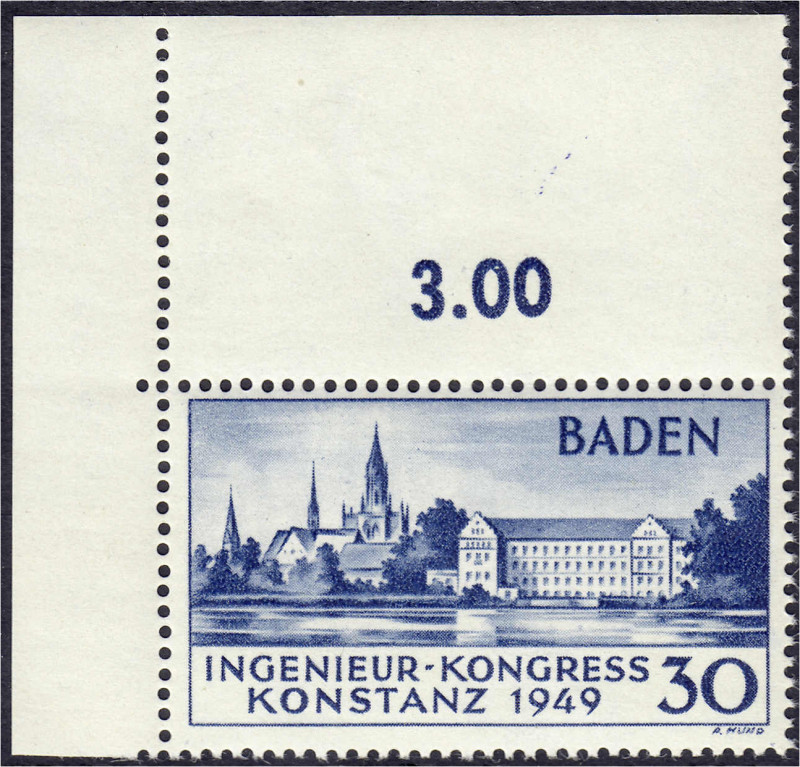 3.00
BADEN
INGENIEUR-KONGRESS
KONSTANZ 1949
30